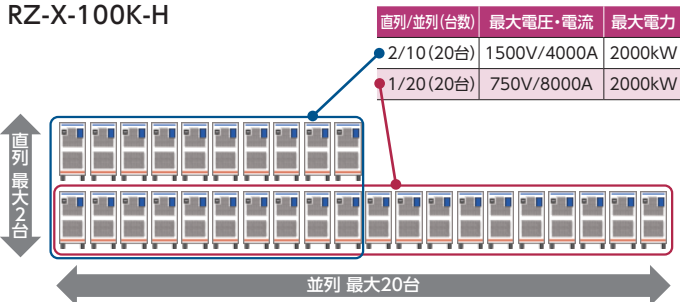 RZ-X-100K-H
直列/並列(台数) 最大電圧・電流 最大電力
2/10(20台) 1500V/4000A 2000kW
1/20(20台) 750V/8000A 2000kW
直列 最大2台
並列 最大20台